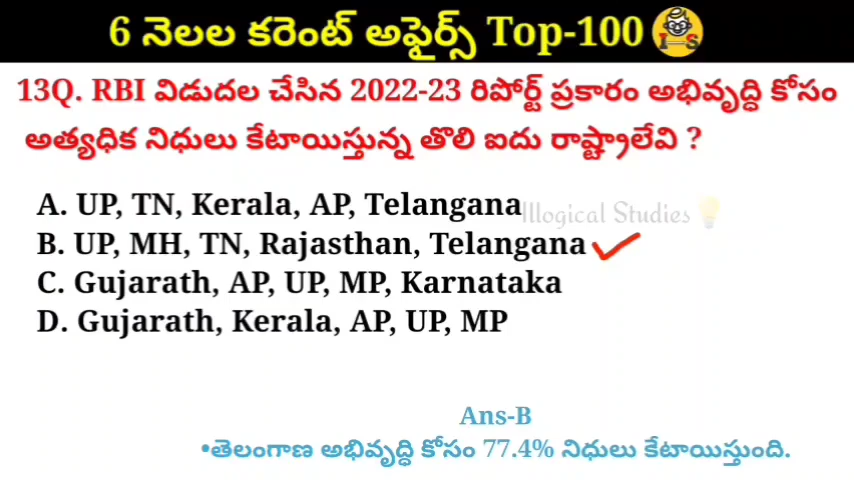 6 నెలల కరెంట్ అఫైర్స్ Top-100
I S
13Q. RBI విడుదల చేసిన 2022-23 రిపోర్ట్ ప్రకారం అభివృద్ధి కోసం
అత్యధిక నిధులు కేటాయిస్తున్న తొలి ఐదు రాష్ట్రాలేవి ?
A. UP, TN, Kerala, AP, Telangana
Illogical Studies
B. UP, MH, TN, Rajasthan, Telangana
C. Gujarath, AP, UP, MP, Karnataka
D. Gujarath, Kerala, AP, UP, MP
Ans-B
•తెలంగాణ అభివృద్ధి కోసం 77.4% నిధులు కేటాయిస్తుంది.